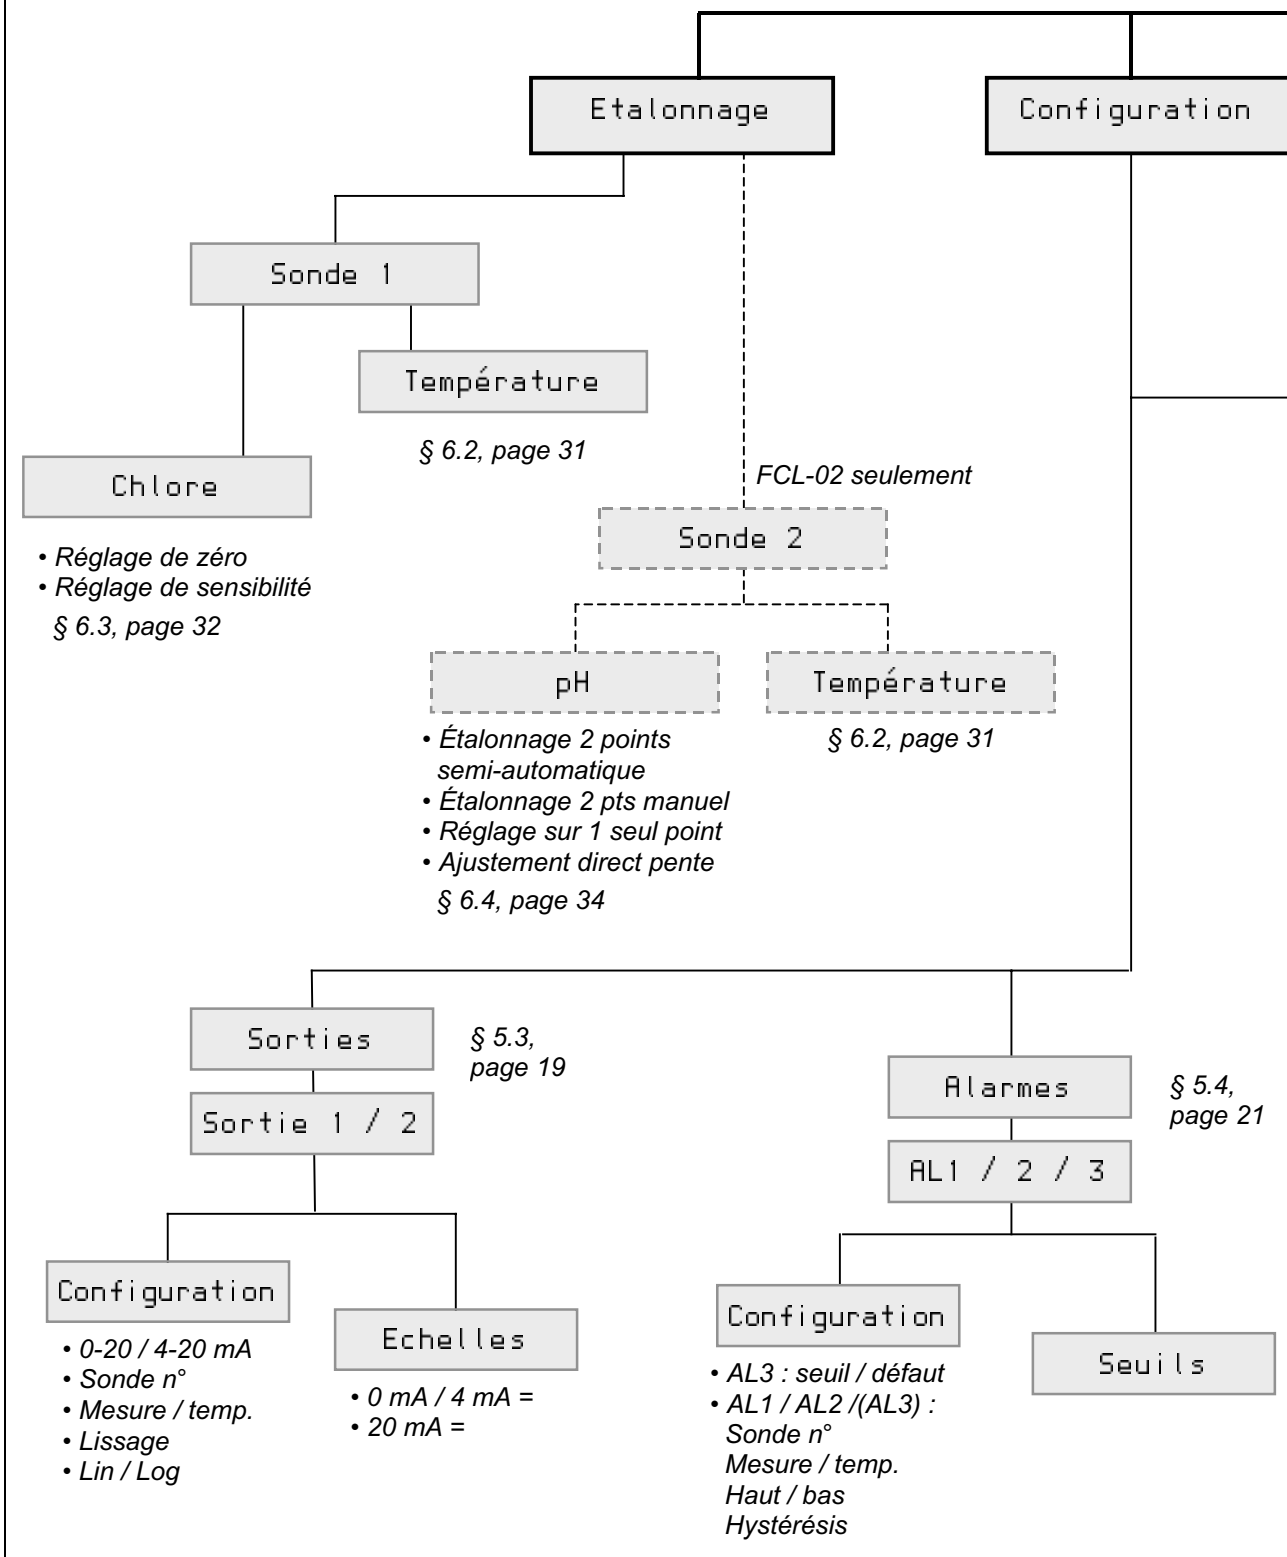 Etalonnage
Configuration
Sonde 1
Température
§ 6.2, page 31
Chlore
• Réglage de zéro
• Réglage de sensibilité
§ 6.3, page 32
FCL-02 seulement
Sonde 2
pH
Température
• Étalonnage 2 points
semi-automatique
• Étalonnage 2 pts manuel
• Réglage sur 1 seul point
• Ajustement direct pente
§ 6.4, page 34
§ 6.2, page 31
Sorties
§ 5.3,
page 19
Sortie 1 / 2
Alarmes
§ 5.4,
page 21
AL1 / 2 / 3
Configuration
• 0-20 / 4-20 mA
• Sonde n°
• Mesure / temp.
• Lissage
• Lin / Log
Echelles
• 0 mA / 4 mA =
• 20 mA =
Configuration
• AL3 : seuil / défaut
• AL1 / AL2 /(AL3) :
Sonde n°
Mesure / temp.
Haut / bas
Hystérésis
Seuils